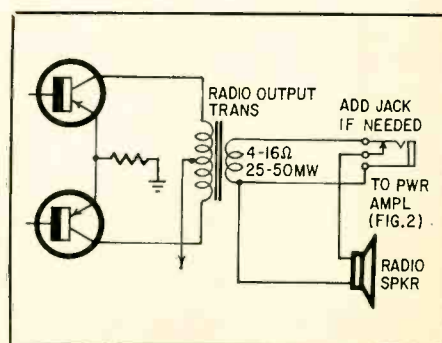 RADIO OUTPUT
TRANS
4-16Ω
25-50MW
ADD JACK
IF NEEDED
TO PWR
AMPL
(FIG.2)
RADIO
SPKR